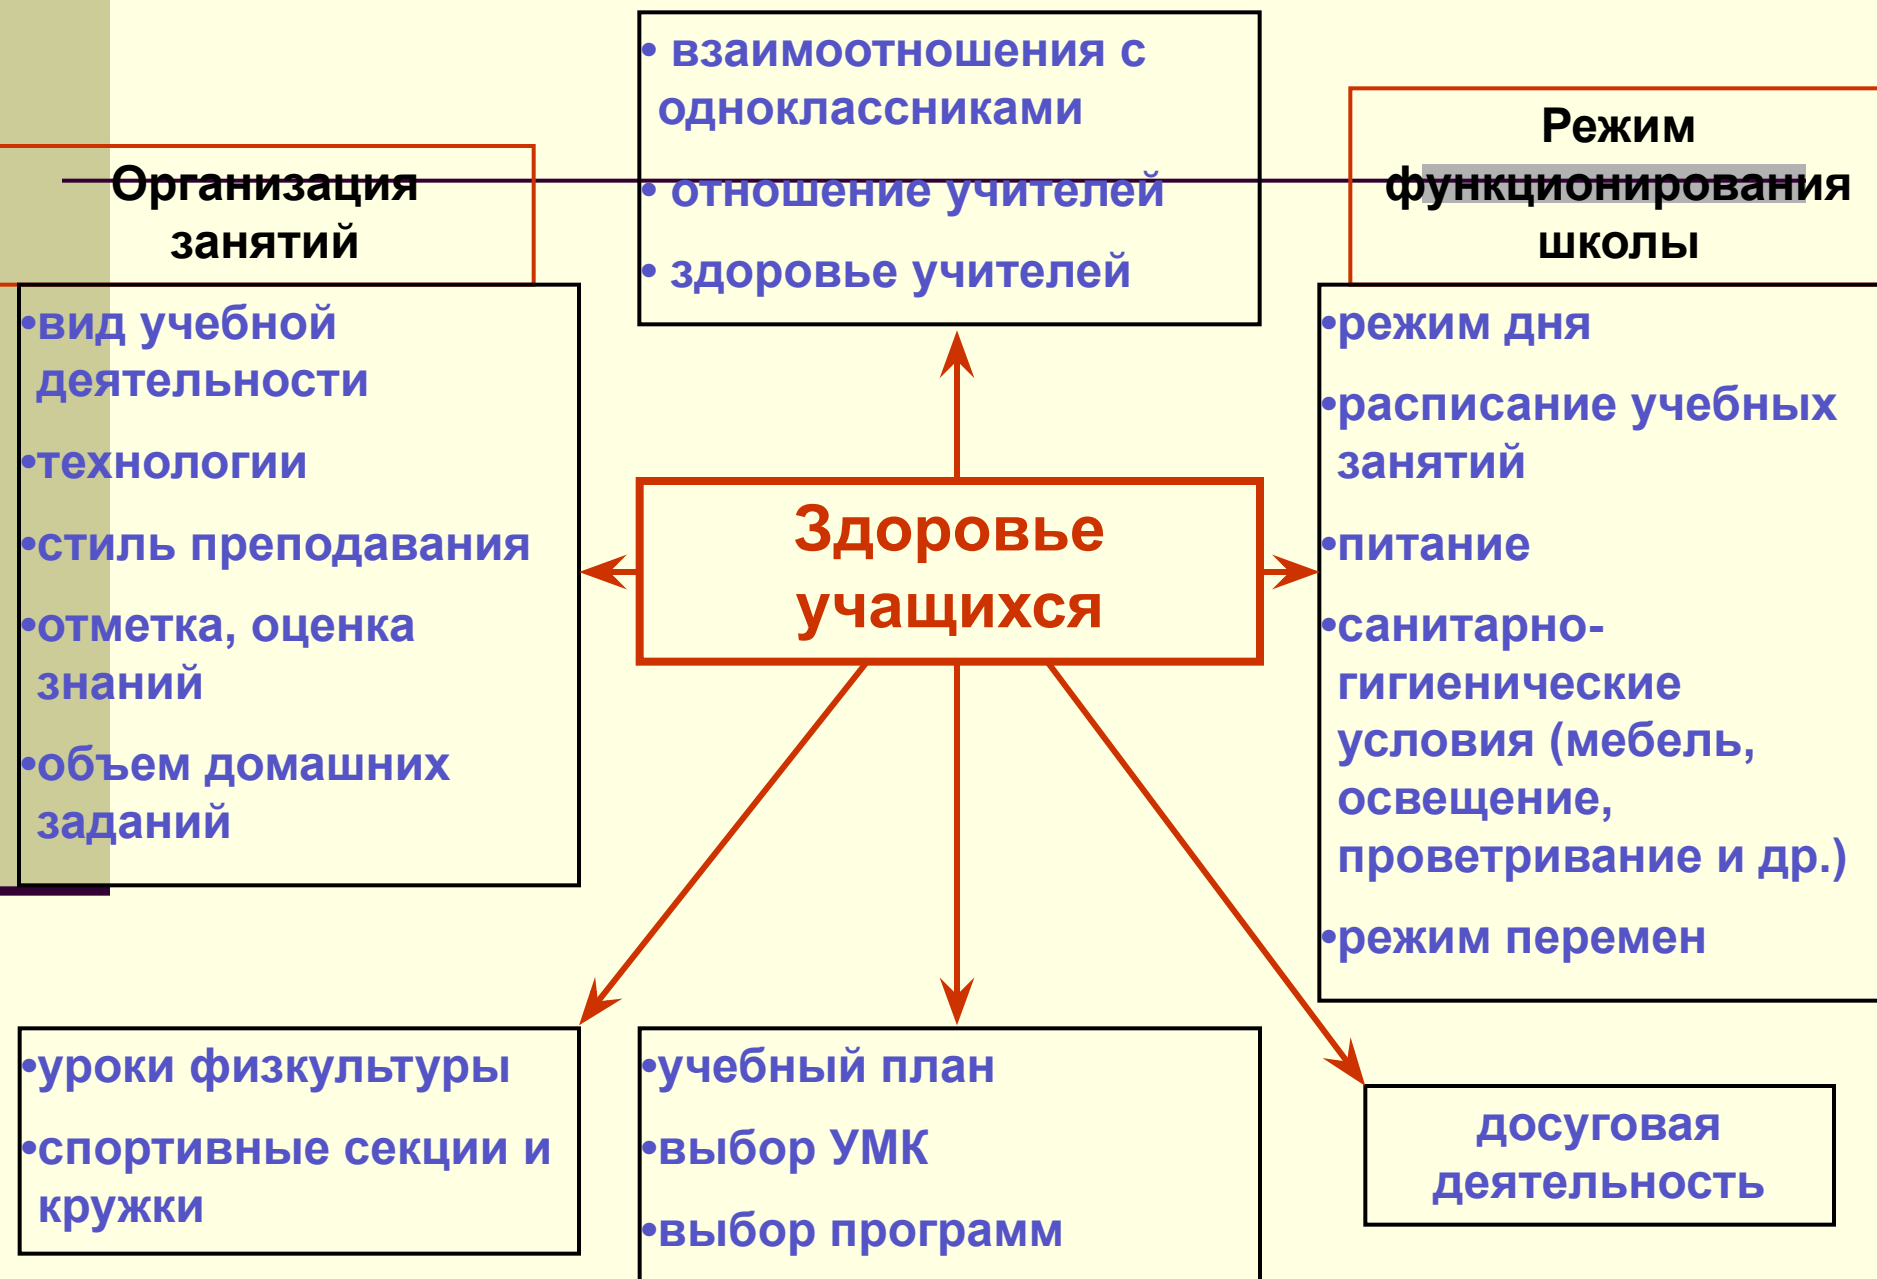 • взаимоотношения с
одноклассниками
• отношение учителей
• здоровье учителей
Организация
занятий
•вид учебной
деятельности
•технологии
•стиль преподавания
•отметка, оценка
знаний
•объем домашних
заданий
Режим
функционирования
школы
•режим дня
•расписание учебных
занятий
•питание
•санитарно-
гигиенические
условия (мебель,
освещение,
проветривание и др.)
•режим перемен
Здоровье
учащихся
•уроки физкультуры
•спортивные секции и
кружки
•учебный план
•выбор УМК
•выбор программ
досуговая
деятельность